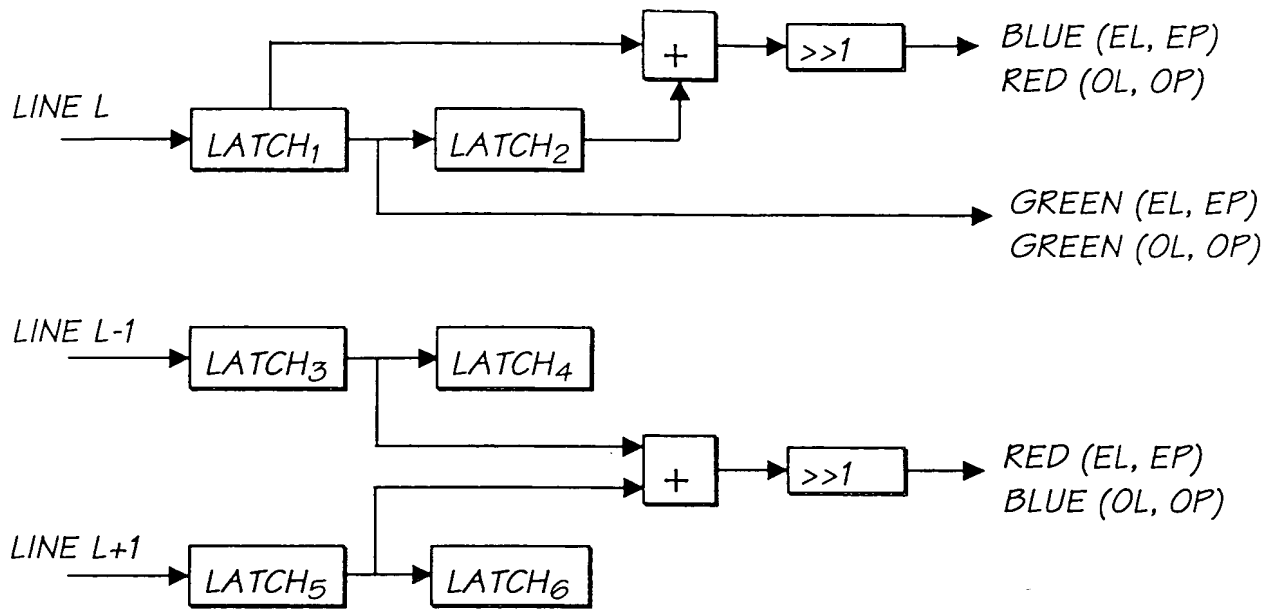 BLUE (EL, EP)
+
>>1
RED (OL, OP)
LINE L
LATCH1
LATCH2
GREEN (EL, EP)
GREEN (OL, OP)
LINE L-1
LATCH3
LATCH4
RED (EL, EP)
+
>>1
BLUE (OL, OP)
LINE L+1
LATCH5
LATCH6